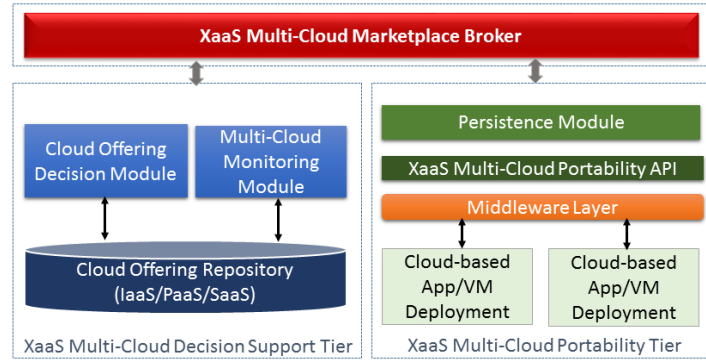 XaaS Multi-Cloud Marketplace Broker
Cloud Offering
Decision Module
Multi-Cloud
Monitoring
Module
Cloud Offering Repository
(IaaS/PaaS/SaaS)
XaaS Multi-Cloud Decision Support Tier
Persistence Module
XaaS Multi-Cloud Portability API
Middleware Layer
Cloud-based
App/VM
Deployment
Cloud-based
App/VM
Deployment
XaaS Multi-Cloud Portability Tier